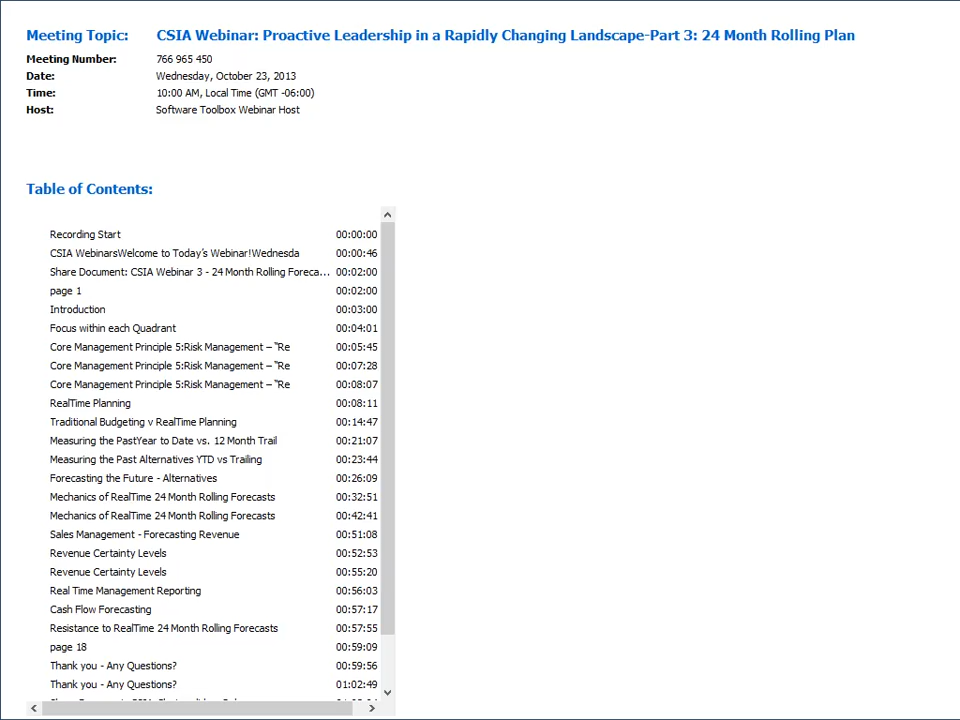 Meeting Topic: CSIA Webinar: Proactive Leadership in a Rapidly Changing Landscape-Part 3: 24 Month Rolling Plan
Meeting Number: 766 965 450
Date: Wednesday, October 23, 2013
Time: 10:00 AM, Local Time (GMT -06:00)
Host: Software Toolbox Webinar Host
Table of Contents:
Recording Start 00:00:00
CSIA WebinarsWelcome to Today's Webinar!Wednesda 00:00:46
Share Document: CSIA Webinar 3 - 24 Month Rolling Foreca... 00:02:00
page 1 00:02:00
Introduction 00:03:00
Focus within each Quadrant 00:04:01
Core Management Principle 5:Risk Management – "Re 00:05:45
Core Management Principle 5:Risk Management – "Re 00:07:28
Core Management Principle 5:Risk Management – "Re 00:08:07
RealTime Planning 00:08:11
Traditional Budgeting v RealTime Planning 00:14:47
Measuring the PastYear to Date vs. 12 Month Trail 00:21:07
Measuring the Past Alternatives YTD vs Trailing 00:23:44
Forecasting the Future - Alternatives 00:26:09
Mechanics of RealTime 24 Month Rolling Forecasts 00:32:51
Mechanics of RealTime 24 Month Rolling Forecasts 00:42:41
Sales Management - Forecasting Revenue 00:51:08
Revenue Certainty Levels 00:52:53
Revenue Certainty Levels 00:55:20
Real Time Management Reporting 00:56:03
Cash Flow Forecasting 00:57:17
Resistance to RealTime 24 Month Rolling Forecasts 00:57:55
page 18 00:59:09
Thank you - Any Questions? 00:59:56
Thank you - Any Questions? 01:02:49